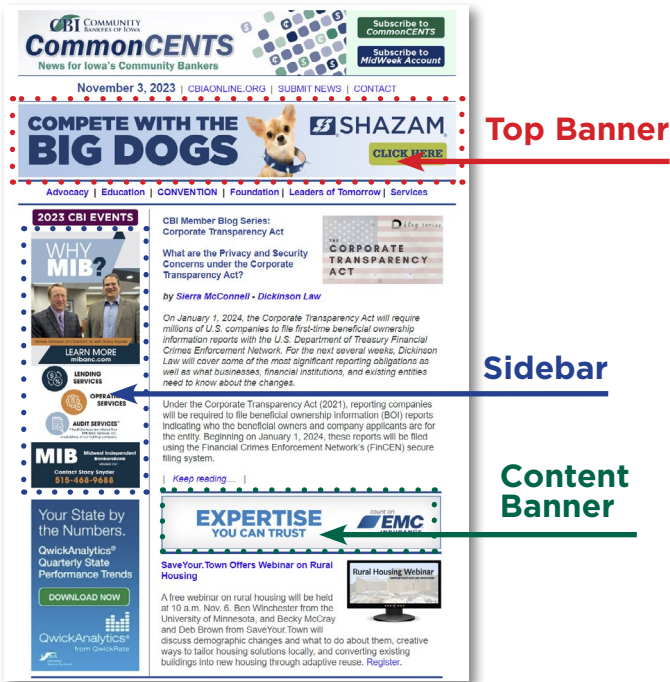 CBI COMMUNITY
BANKERS OF IOWA
CommonCENTS
News for Iowa's Community Bankers
Subscribe to
CommonCENTS
Subscribe to
MidWeek Account
November 3, 2023 | CBIAONLINE.ORG | SUBMIT NEWS | CONTACT
COMPETE WITH THE
BIG DOGS
SHAZAM
CLICK HERE
Top Banner
Advocacy | Education | CONVENTION | Foundation | Leaders of Tomorrow | Services
2023 CBI EVENTS
WHY
MIB?
LEARN MORE
mibanc.com
LENDING
SERVICES
SERVICES
AUDIT SERVICES*
MIB Midwest Independent
BankersBank
Contact Stacy Snyder
515-468-9688
Your State by
the Numbers.
QwickAnalytics®
Quarterly State
Performance Trends
DOWNLOAD NOW
QwickAnalytics®
from QwickRate
CBI Member Blog Series:
Corporate Transparency Act
What are the Privacy and Security
Concerns under the Corporate
Transparency Act?
D blog series
THE
CORPORATE
TRANSPARENCY
ACT
by Sierra McConnell - Dickinson Law
On January 1, 2024, the Corporate Transparency Act will require
millions of U.S. companies to file first-time beneficial ownership
information reports with the U.S. Department of Treasury Financial
Crimes Enforcement Network. For the next several weeks, Dickinson
Law will cover some of the most significant reporting obligations as
well as what businesses, financial institutions, and existing entities
need to know about the changes.
Sidebar
Under the Corporate Transparency Act (2021), reporting companies
will be required to file beneficial ownership information (BOI) reports
indicating who the beneficial owners and company applicants are for
the entity. Beginning on January 1, 2024, these reports will be filed
using the Financial Crimes Enforcement Network's (FinCEN) secure
filing system.
| Keep reading.... |
Content
Banner
EXPERTISE
YOU CAN TRUST
count on
EMC
INSURANCE
SaveYour.Town Offers Webinar on Rural
Housing
Rural Housing Webinar
A free webinar on rural housing will be held
at 10 a.m. Nov. 6. Ben Winchester from the
University of Minnesota, and Becky McCray
and Deb Brown from SaveYour.Town will
discuss demographic changes and what to do about them, creative
ways to tailor housing solutions locally, and converting existing
buildings into new housing through adaptive reuse. Register.